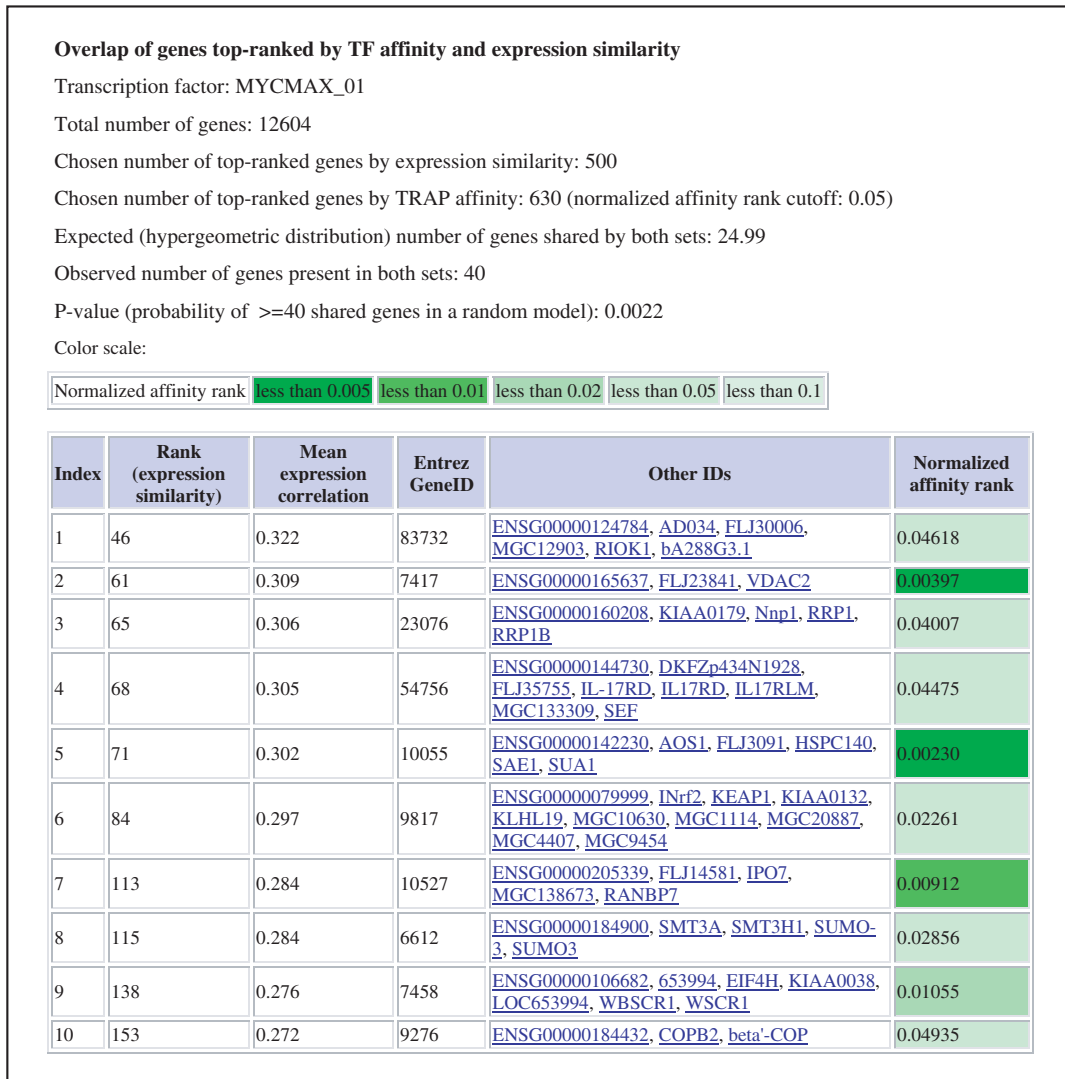 Overlap of genes top-ranked by TF affinity and expression similarity
Transcription factor: MYCMAX_01
Total number of genes: 12604
Chosen number of top-ranked genes by expression similarity: 500
Chosen number of top-ranked genes by TRAP affinity: 630 (normalized affinity rank cutoff: 0.05)
Expected (hypergeometric distribution) number of genes shared by both sets: 24.99
Observed number of genes present in both sets: 40
P-value (probability of >=40 shared genes in a random model): 0.0022
Color scale:
Normalized affinity rank less than 0.005 less than 0.01 less than 0.02 less than 0.05 less than 0.1
Index
Rank
(expression
similarity)
Mean
expression
correlation
Entrez
GeneID
Other IDs
Normalized
affinity rank
1 46 0.322 83732
ENSG00000124784, AD034, FLJ30006,
MGC12903, RIOK1, bA288G3.1
0.04618
2 61 0.309 7417 ENSG00000165637, FLJ23841, VDAC2 0.00397
3 65 0.306 23076
ENSG00000160208, KIAA0179, Nnp1, RRP1,
RRP1B
0.04007
4 68 0.305 54756
ENSG00000144730, DKFZp434N1928,
FLJ35755, IL-17RD, IL17RD, IL17RLM,
MGC133309, SEF
0.04475
5 71 0.302 10055
ENSG00000142230, AOS1, FLJ3091, HSPC140,
SAE1, SUA1
0.00230
6 84 0.297 9817
ENSG00000079999, INrf2, KEAP1, KIAA0132,
KLHL19, MGC10630, MGC1114, MGC20887,
MGC4407, MGC9454
0.02261
7 113 0.284 10527
ENSG00000205339, FLJ14581, IPO7,
MGC138673, RANBP7
0.00912
8 115 0.284 6612
ENSG00000184900, SMT3A, SMT3H1, SUMO-
3, SUMO3
0.02856
9 138 0.276 7458
ENSG00000106682, 653994, EIF4H, KIAA0038,
LOC653994, WBSCR1, WSCR1
0.01055
10 153 0.272 9276 ENSG00000184432, COPB2, beta'-COP 0.04935